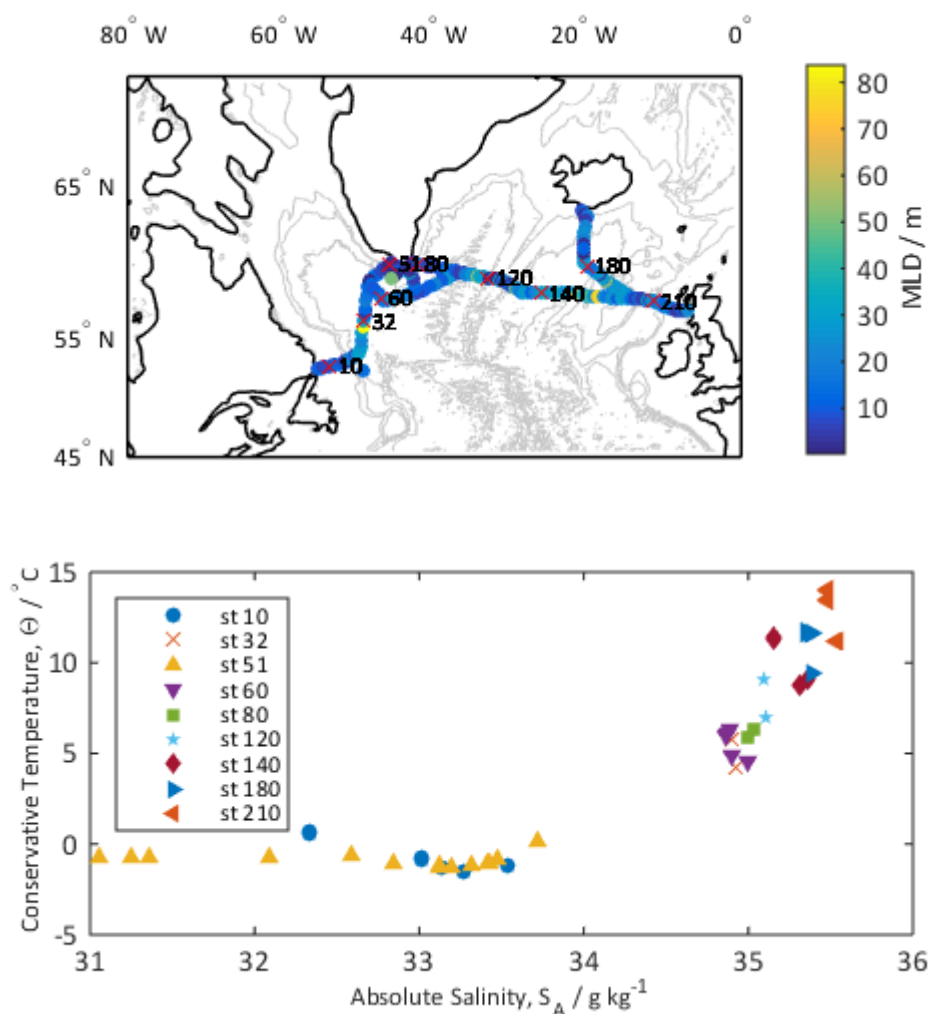 80° W 60° W 40° W 20° W 0°
65° N
55° N
45° N
5180
120
180
60
140
210
32
10
80
70
60
50
40
30
20
10
MLD / m
15
10
5
0
-5
Conservative Temperature, Θ / °C
st 10
st 32
st 51
st 60
st 80
st 120
st 140
st 180
st 210
31 32 33 34 35 36
Absolute Salinity, S_A / g kg⁻¹